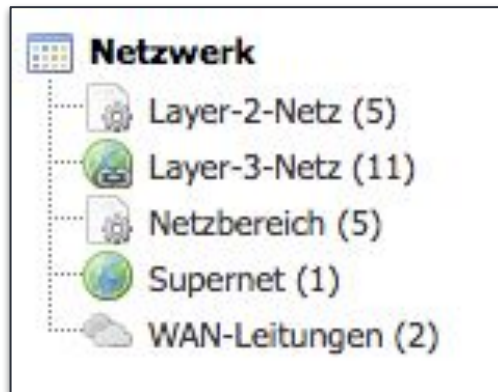 Netzwerk
Layer-2-Netz (5)
Layer-3-Netz (11)
Netzbereich (5)
Supernet (1)
WAN-Leitungen (2)